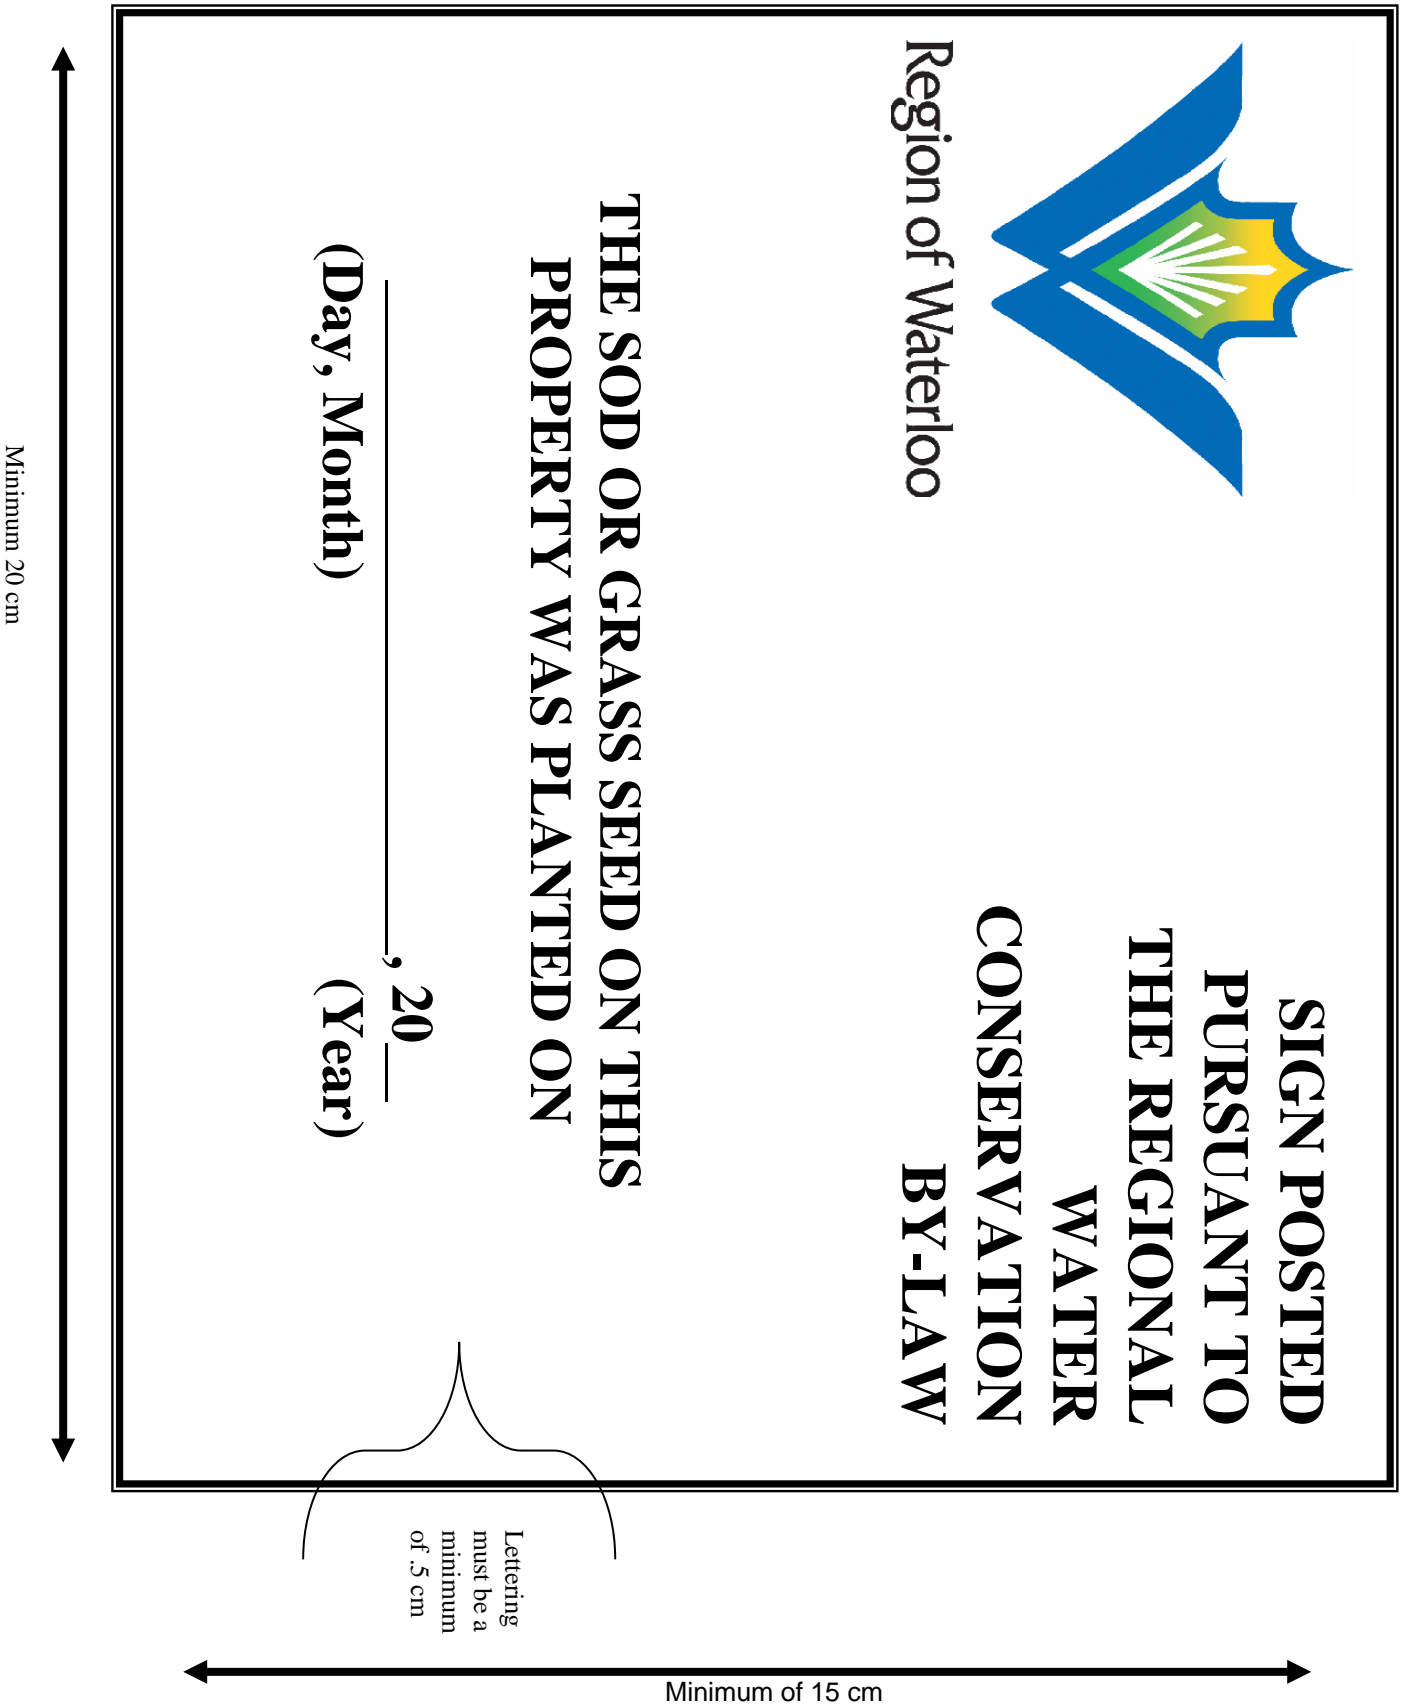 Region of Waterloo
SIGN POSTED
PURSUANT TO
THE REGIONAL
WATER
CONSERVATION
BY-LAW
THE SOD OR GRASS SEED ON THIS
PROPERTY WAS PLANTED ON
, 20
(Day, Month) (Year)
Lettering
must be a
minimum
of .5 cm
Minimum 20 cm
Minimum of 15 cm